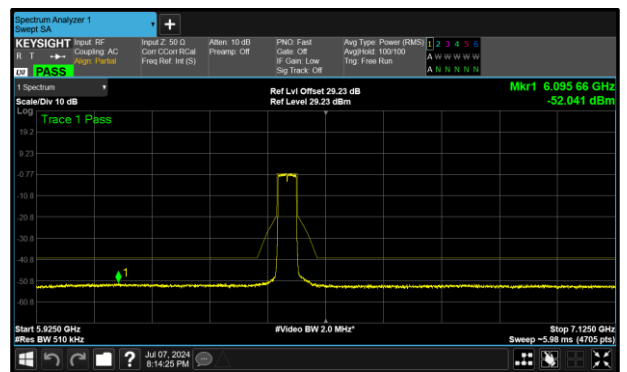 Spectrum Analyzer 1
Swept SA
KEYSIGHT
R T
PASS
Input: RF
Coupling: AC
Align: Partial
Input Z: 50 Ω
Corr CCorr RCal
Freq Ref: Int (S)
Atten: 10 dB
Preamp: Off
PNO: Fast
Gate: Off
IF Gain: Low
Sig Track: Off
Avg Type: Power (RMS)
Avg|Hold: 100/100
Trig: Free Run
1 2 3 4 5 6
A W W W W W
A N N N N N
1 Spectrum
Scale/Div 10 dB
Ref Lvl Offset 29.23 dB
Ref Level 29.23 dBm
Mkr1 6.095 66 GHz
-52.041 dBm
Log
Trace 1 Pass
19.2
9.23
-0.77
-10.8
-20.8
-30.8
-40.8
-50.8
-60.8
1
Start 5.9250 GHz
#Res BW 510 kHz
#Video BW 2.0 MHz*
Stop 7.1250 GHz
Sweep ~5.98 ms (4705 pts)
?
Jul 07, 2024
8:14:25 PM